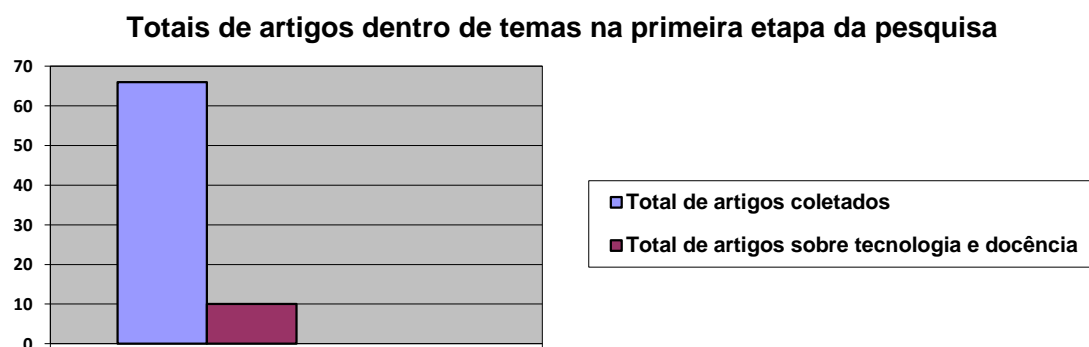 Totais de artigos dentro de temas na primeira etapa da pesquisa
70
60
50
40
30
20
10
0
Total de artigos coletados
Total de artigos sobre tecnologia e docência